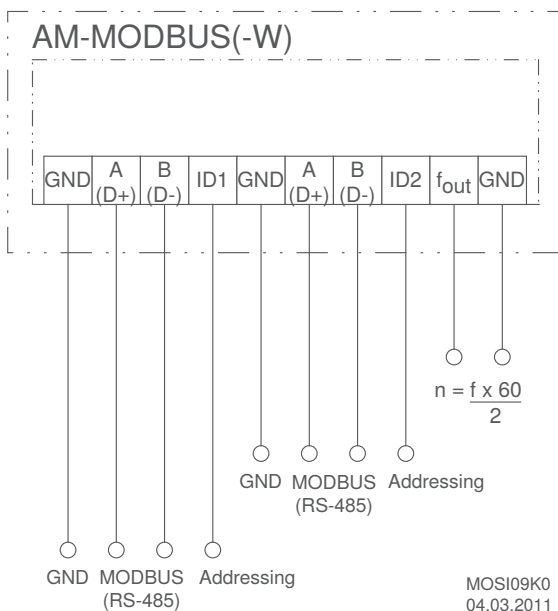 AM-MODBUS(-W)
GND A (D+) B (D-) ID1 GND A (D+) B (D-) ID2 fout GND
n = f x 60
2
GND MODBUS Addressing
(RS-485)
GND MODBUS Addressing
(RS-485)
MOSI09K0
04.03.2011